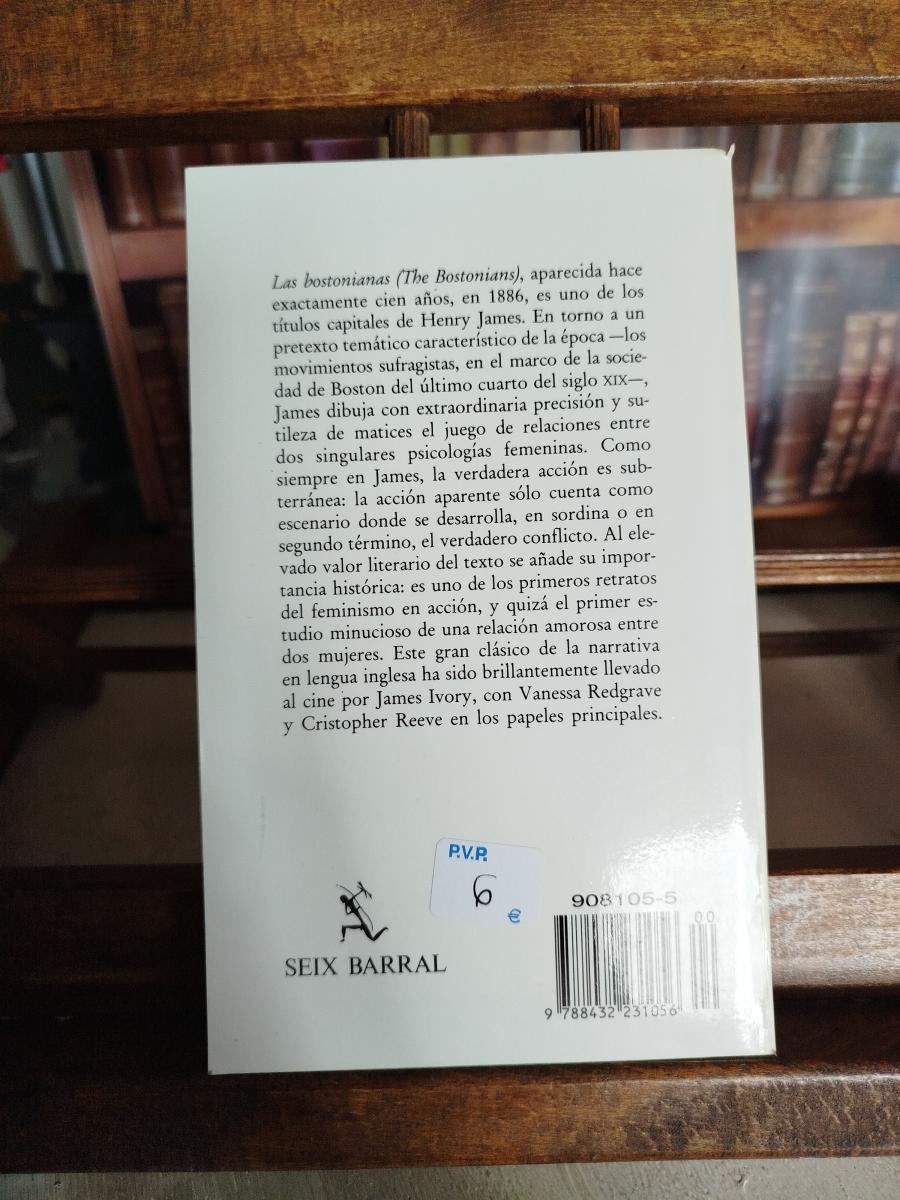 Las bostonianas (The Bostonians), aparecida hace
exactamente cien años, en 1886, es uno de los
títulos capitales de Henry James. En torno a un
pretexto temático característico de la época —los
movimientos sufragistas, en el marco de la socie-
dad de Boston del último cuarto del siglo XIX—,
James dibuja con extraordinaria precisión y su-
tileza de matices el juego de relaciones entre
dos singulares psicologías femeninas. Como
siempre en James, la verdadera acción es sub-
terránea: la acción aparente sólo cuenta como
escenario donde se desarrolla, en sordina o en
segundo término, el verdadero conflicto. Al ele-
vado valor literario del texto se añade su impor-
tancia histórica: es uno de los primeros retratos
del feminismo en acción, y quizá el primer es-
tudio minucioso de una relación amorosa entre
dos mujeres. Este gran clásico de la narrativa
en lengua inglesa ha sido brillantemente llevado
al cine por James Ivory, con Vanessa Redgrave
y Cristopher Reeve en los papeles principales.
P.V.P.
6
€
SEIX BARRAL
908105-5
00
9 788432 231056